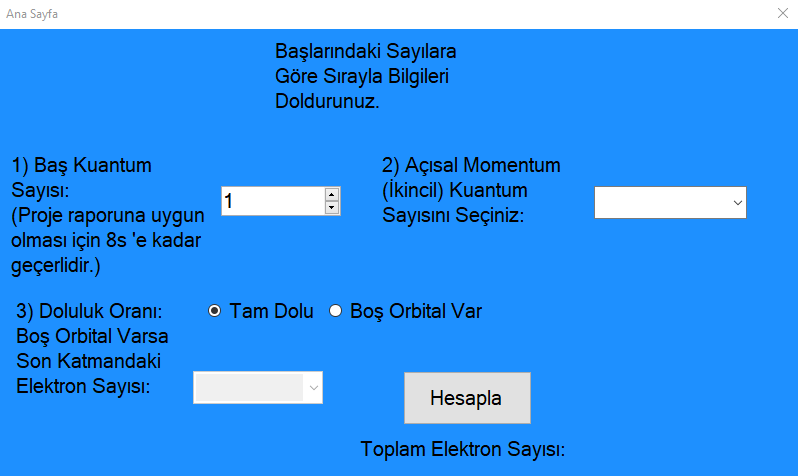 Ana Sayfa
Başlarındaki Sayılara
Göre Sırayla Bilgileri
Doldurunuz.
1) Baş Kuantum
Sayısı:
(Proje raporuna uygun
olması için 8s 'e kadar
geçerlidir.)
1
2) Açısal Momentum
(İkincil) Kuantum
Sayısını Seçiniz:
3) Doluluk Oranı:
Tam Dolu
Boş Orbital Var
Boş Orbital Varsa
Son Katmandaki
Elektron Sayısı:
Hesapla
Toplam Elektron Sayısı: